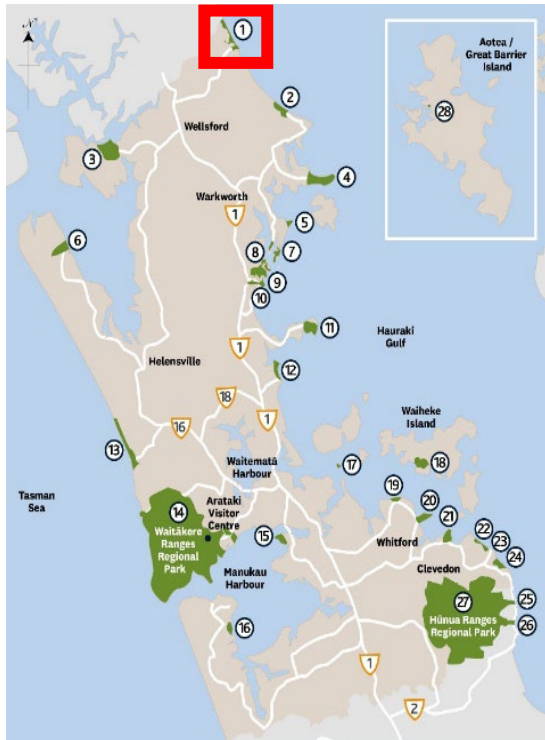 N
1
Aotea /
Great Barrier
Island
28
2
Wellsford
3
4
Warkworth
1
5
6
8
7
9
10
11
Hauraki
Gulf
1
Helensville
12
18
1
16
Waiheke
Island
13
Waitematā
Harbour
17
18
Tasman
Sea
19
20
14
Waitākere
Ranges
Regional
Park
Arataki
Visitor
Centre
15
Whitford
21
22
23
24
Clevedon
Manukau
Harbour
25
27
Hūnua Ranges
Regional Park
26
16
1
2